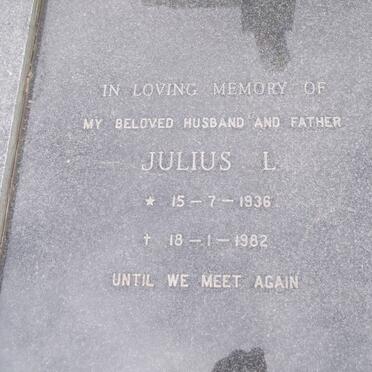 IN LOVING MEMORY OF
MY BELOVED HUSBAND AND FATHER
JULIUS L
★ 15-7-1936
† 18-1-1982
UNTIL WE MEET AGAIN